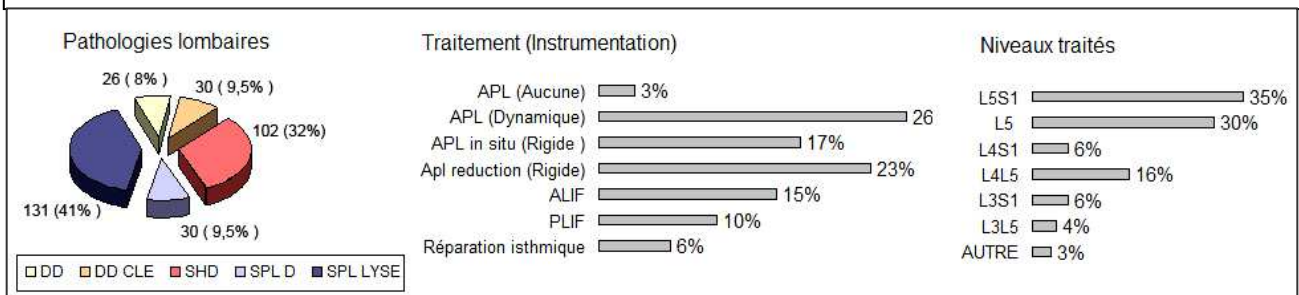 Pathologies lombaires
26 ( 8% )
30 ( 9,5% )
102 (32%)
131 (41% )
30 ( 9,5% )
DD DD CLE SHD SPL D SPL LYSE
Traitement (Instrumentation)
APL (Aucune) 3%
APL (Dynamique) 26
APL in situ (Rigide ) 17%
Apl reduction (Rigide) 23%
ALIF 15%
PLIF 10%
Réparation isthmique 6%
Niveaux traités
L5S1 35%
L5 30%
L4S1 6%
L4L5 16%
L3S1 6%
L3L5 4%
AUTRE 3%